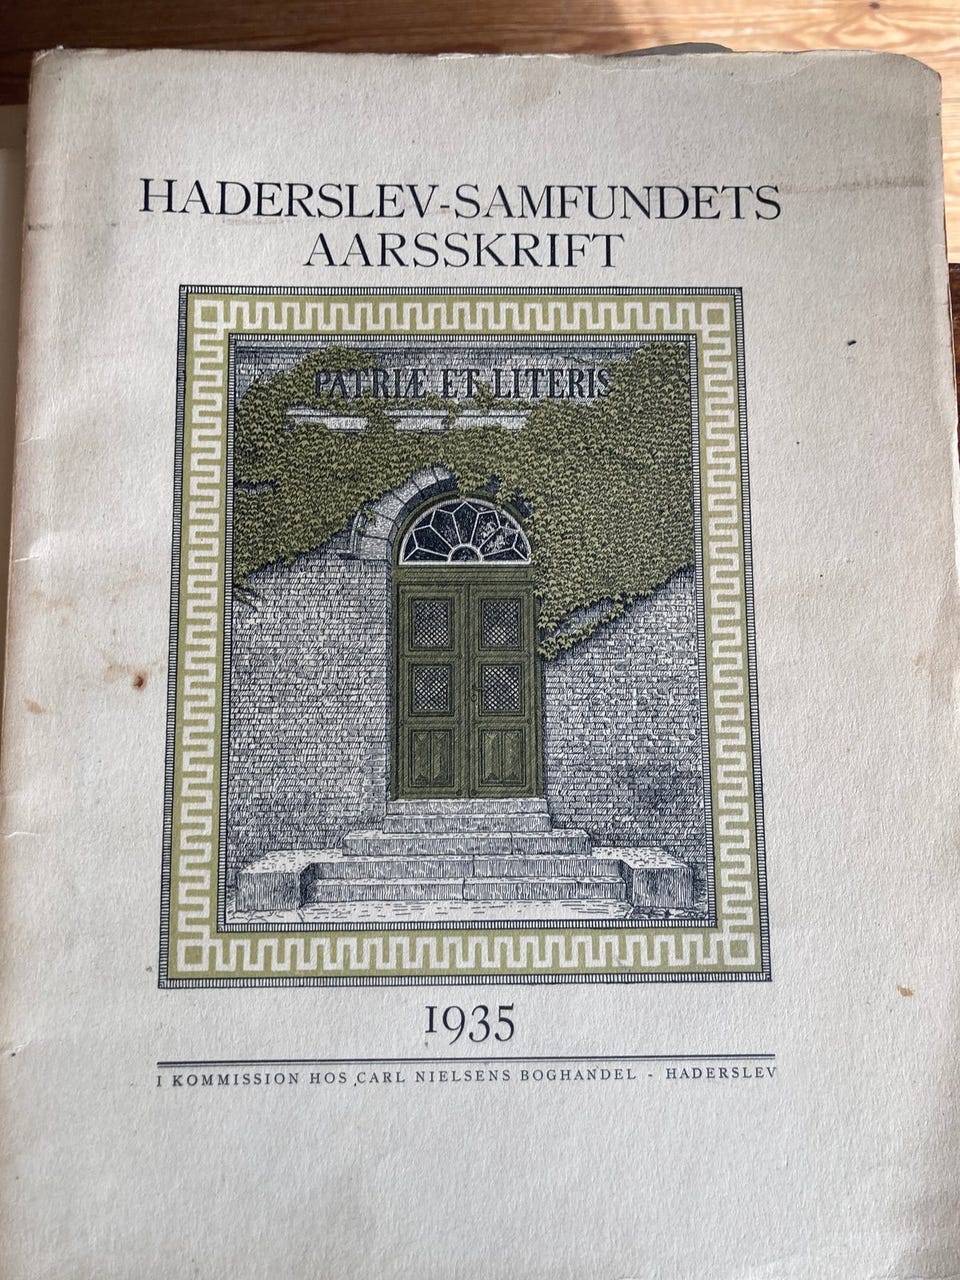 HADERSLEV-SAMFUNDETS
AARSSKRIFT
PATRIÆ ET LITERIS
1935
I KOMMISSION HOS CARL NIELSENS BOGHANDEL - HADERSLEV